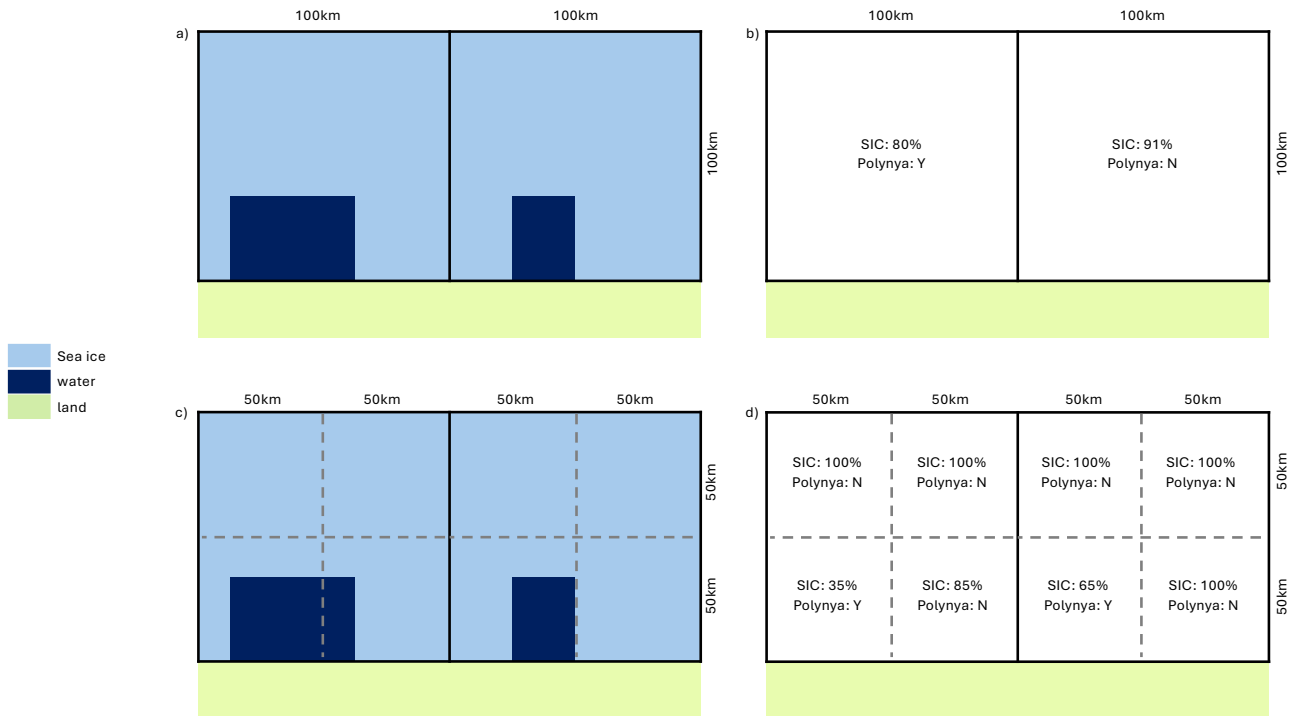 100km 100km
a)
100km
100km 100km
b)
SIC: 80%
Polynya: Y
SIC: 91%
Polynya: N
100km
Sea ice
water
land
50km 50km 50km 50km
c)
50km
50km
50km 50km 50km 50km
d)
SIC: 100%
Polynya: N
SIC: 100%
Polynya: N
SIC: 100%
Polynya: N
SIC: 100%
Polynya: N
50km
SIC: 35%
Polynya: Y
SIC: 85%
Polynya: N
SIC: 65%
Polynya: Y
SIC: 100%
Polynya: N
50km